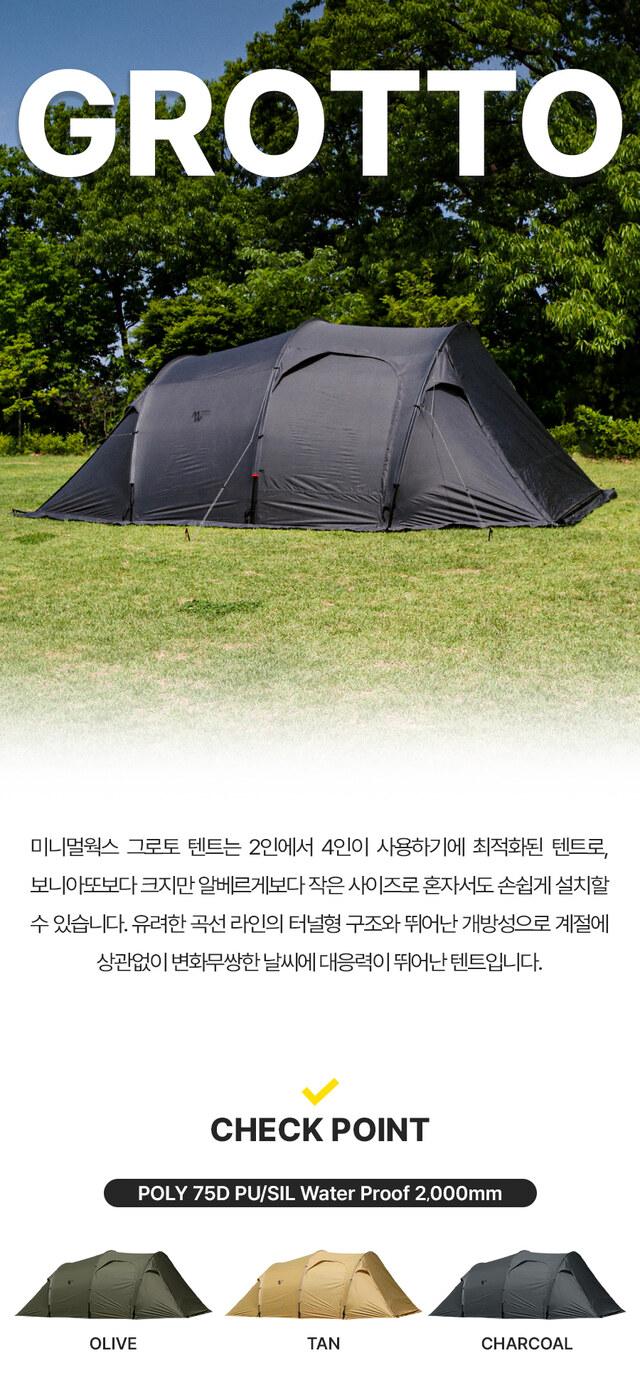 GROTTO
미니멀웍스 그로토 텐트는 2인에서 4인이 사용하기에 최적화된 텐트로,
보니아또보다 크지만 알베르게보다 작은 사이즈로 혼자서도 손쉽게 설치할
수 있습니다. 유려한 곡선 라인의 터널형 구조와 뛰어난 개방성으로 계절에
상관없이 변화무쌍한 날씨에 대응력이 뛰어난 텐트입니다.
CHECK POINT
POLY 75D PU/SIL Water Proof 2,000mm
OLIVE
TAN
CHARCOAL